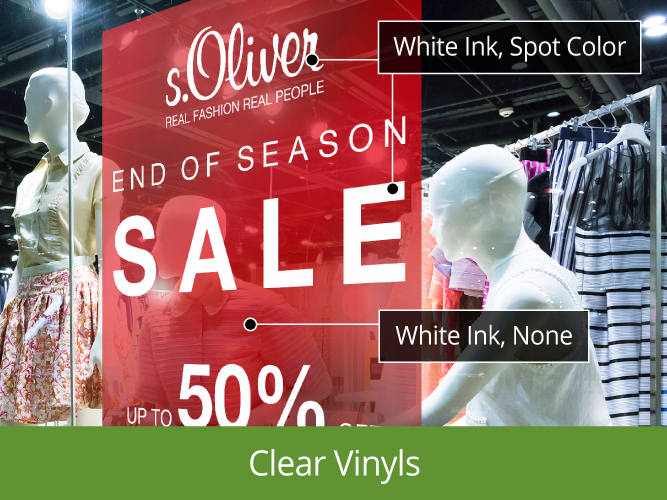 White Ink, Spot Color
s.Oliver
REAL FASHION REAL PEOPLE
END OF SEASON
SALE
White Ink, None
UP TO 50%
Clear Vinyls